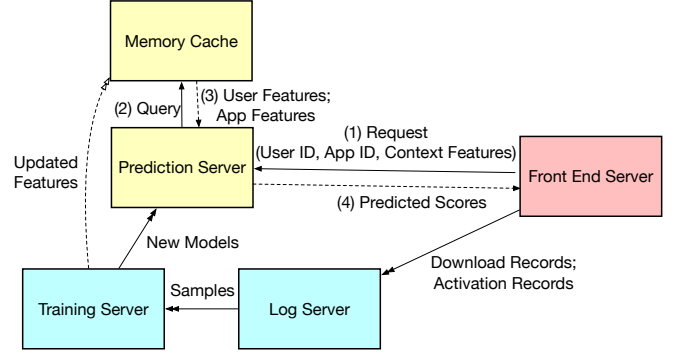 Memory Cache
(2) Query
(3) User Features;
App Features
(1) Request
(User ID, App ID, Context Features)
Prediction Server
Front End Server
Updated
Features
(4) Predicted Scores
New Models
Download Records;
Activation Records
Training Server
Samples
Log Server